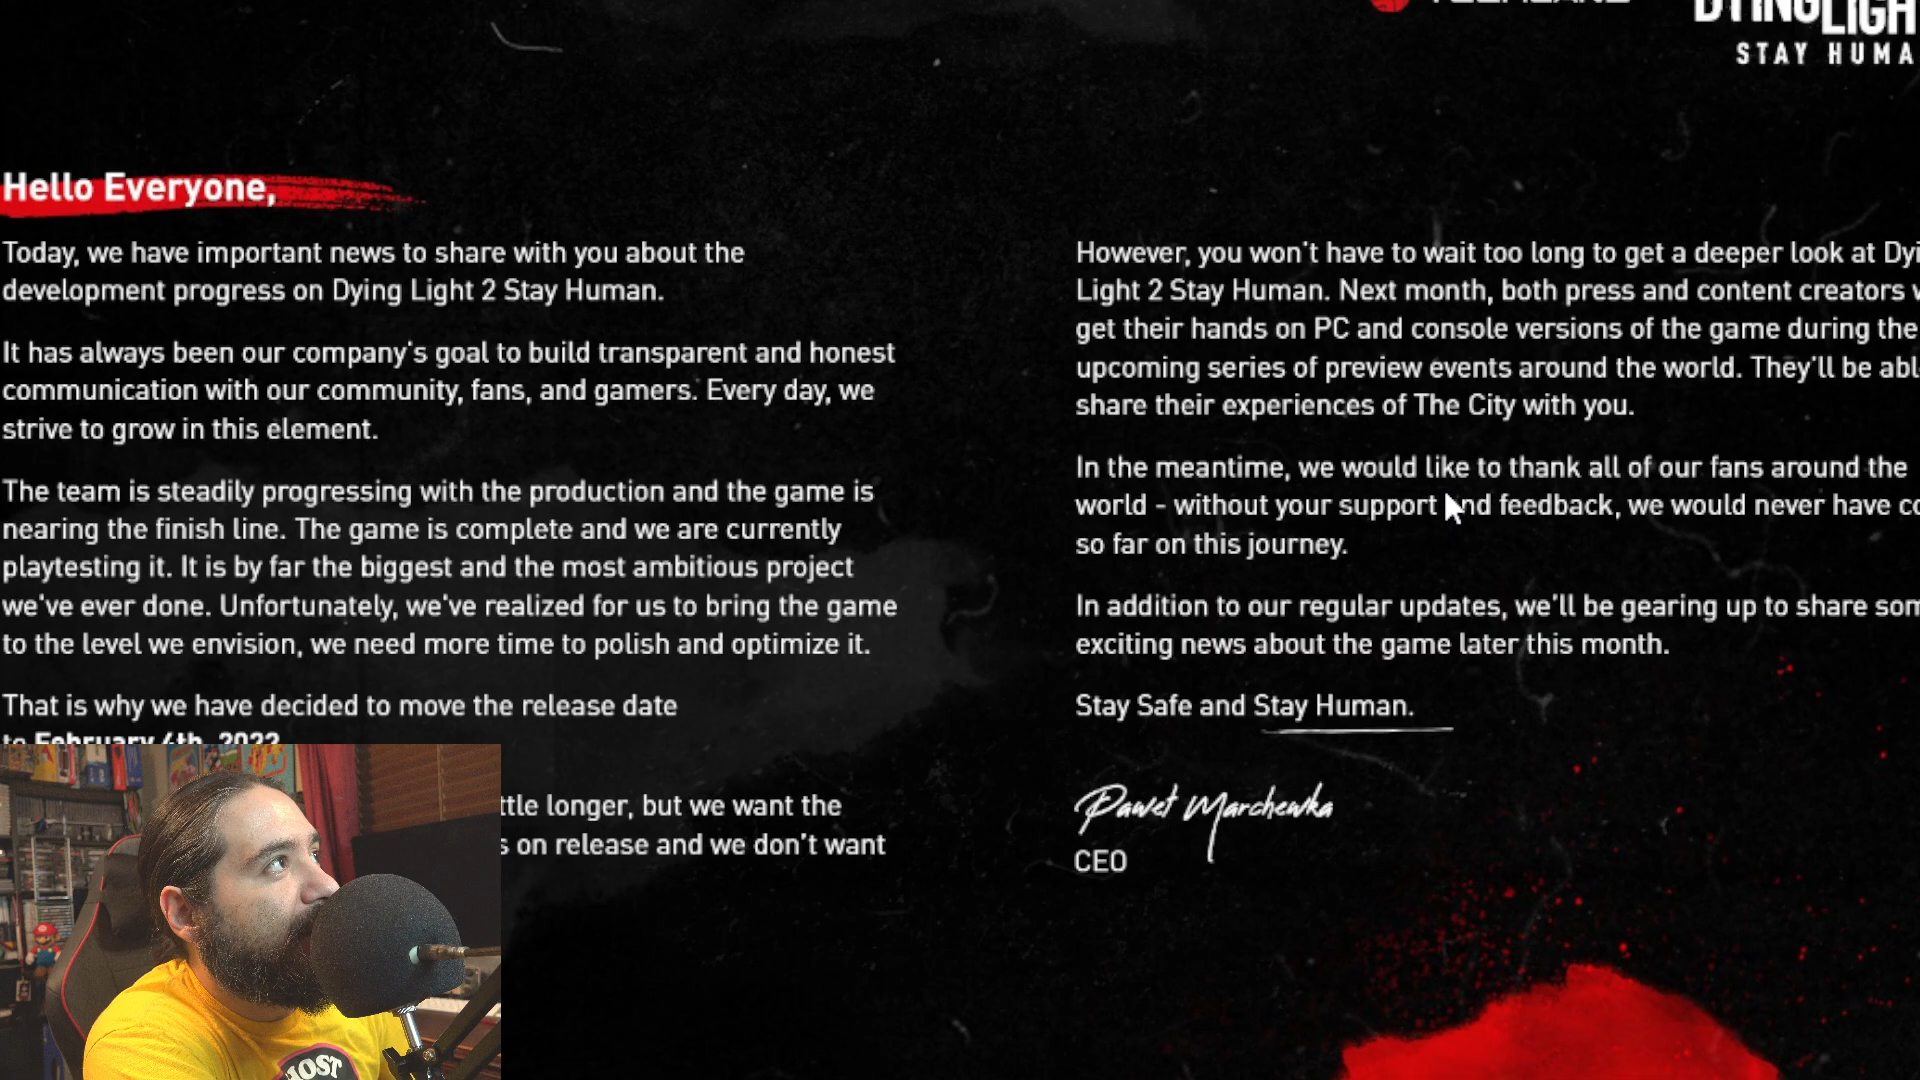 STAY HUMA
Hello Everyone,
Today, we have important news to share with you about the
development progress on Dying Light 2 Stay Human.
It has always been our company's goal to build transparent and honest
communication with our community, fans, and gamers. Every day, we
strive to grow in this element.
The team is steadily progressing with the production and the game is
nearing the finish line. The game is complete and we are currently
playtesting it. It is by far the biggest and the most ambitious project
we've ever done. Unfortunately, we've realized for us to bring the game
to the level we envision, we need more time to polish and optimize it.
That is why we have decided to move the release date
to February 4th, 2022
ttle longer, but we want the
s on release and we don't want
However, you won't have to wait too long to get a deeper look at Dyi
Light 2 Stay Human. Next month, both press and content creators
get their hands on PC and console versions of the game during the
upcoming series of preview events around the world. They'll be abl
share their experiences of The City with you.
In the meantime, we would like to thank all of our fans around the
world - without your support and feedback, we would never have co
so far on this journey.
In addition to our regular updates, we'll be gearing up to share som
exciting news about the game later this month.
Stay Safe and Stay Human.
Paweł Marchewka
CEO
HOST